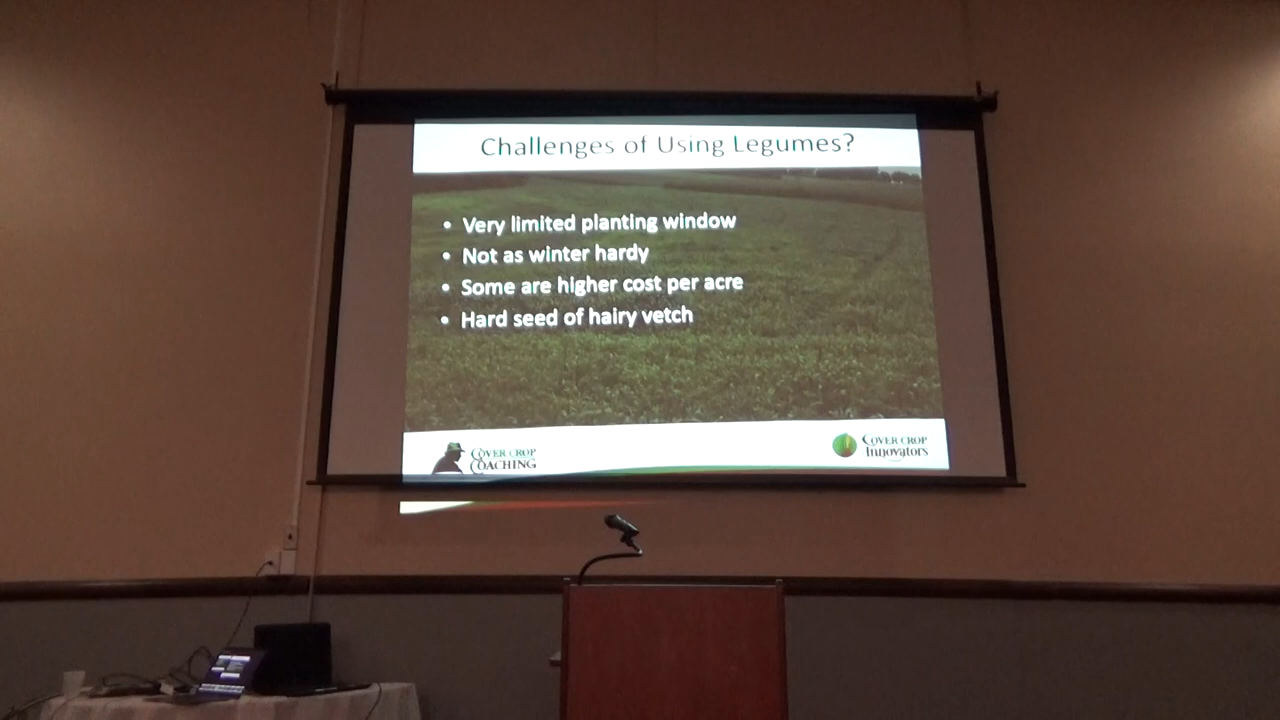 Challenges of Using Legumes?
• Very limited planting window
• Not as winter hardy
• Some are higher cost per acre
• Hard seed of hairy vetch
COVER CROP
COACHING
COVER CROP
Innovators